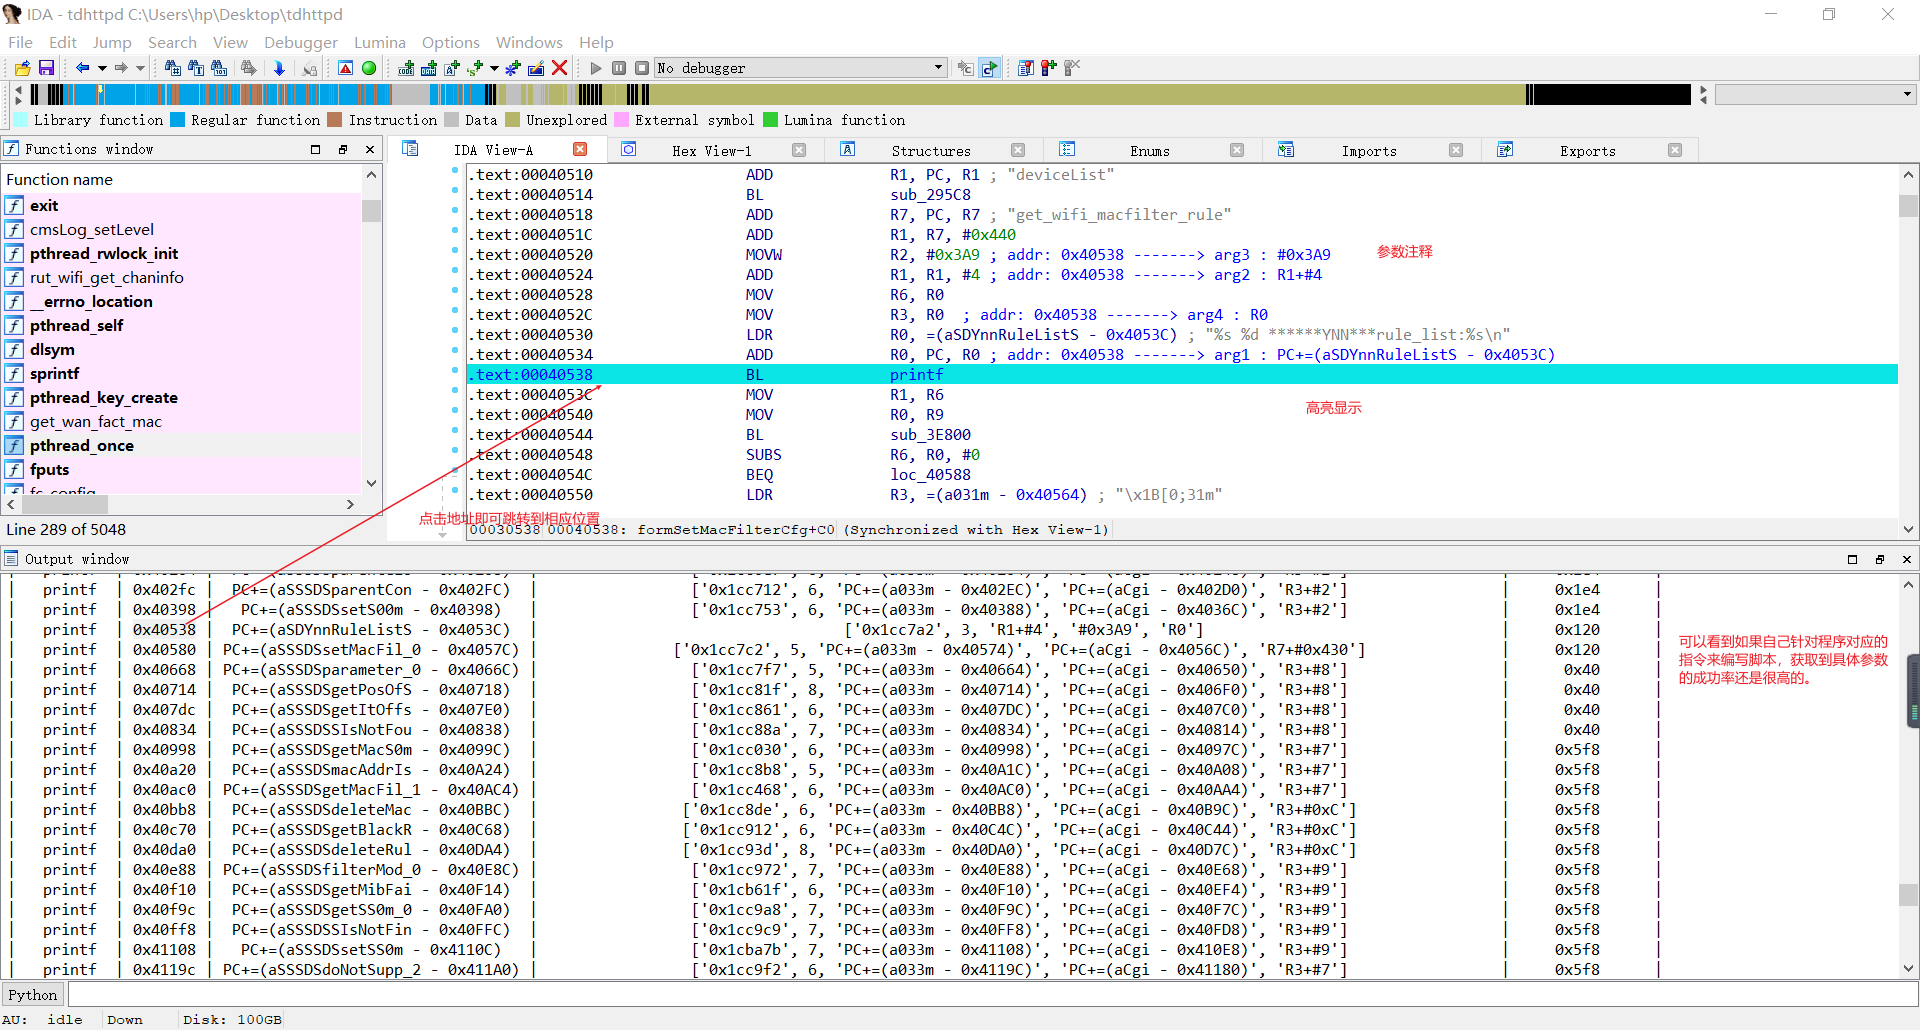 IDA - tdhttpd C:\Users\hp\Desktop\tdhttpd
File Edit Jump Search View Debugger Lumina Options Windows Help
No debugger
Library function Regular function Instruction Data Unexplored External symbol Lumina function
Functions window
Function name
exit
cmsLog_setLevel
pthread_rwlock_init
rut_wifi_get_chaninfo
__errno_location
pthread_self
dlsym
sprintf
pthread_key_create
get_wan_fact_mac
pthread_once
fputs
fc_config
Line 289 of 5048
IDA View-A Hex View-1 Structures Enums Imports Exports
.text:00040510 ADD R1, PC, R1 ; "deviceList"
.text:00040514 BL sub_295C8
.text:00040518 ADD R7, PC, R7 ; "get_wifi_macfilter_rule"
.text:0004051C ADD R1, R7, #0x440
.text:00040520 MOVW R2, #0x3A9 ; addr: 0x40538 -------> arg3 : #0x3A9
参数注释
.text:00040524 ADD R1, R1, #4 ; addr: 0x40538 -------> arg2 : R1+#4
.text:00040528 MOV R6, R0
.text:0004052C MOV R3, R0 ; addr: 0x40538 -------> arg4 : R0
.text:00040530 LDR R0, =(aSDYnnRuleListS - 0x4053C) ; "%s %d ******YNN***rule_list:%s\n"
.text:00040534 ADD R0, PC, R0 ; addr: 0x40538 -------> arg1 : PC+=(aSDYnnRuleListS - 0x4053C)
.text:00040538 BL printf
.text:0004053C MOV R1, R6
高亮显示
.text:00040540 MOV R0, R9
.text:00040544 BL sub_3E800
.text:00040548 SUBS R6, R0, #0
.text:0004054C BEQ loc_40588
.text:00040550 LDR R3, =(a031m - 0x40564) ; "\x1B[0;31m"
点击地址即可跳转到相应位置
00030538 00040538: formSetMacFilterCfg+C0 (Synchronized with Hex View-1)
Output window
| printf | 0x402fc | PC+=(aSSSDSparentCon - 0x402FC) | ['0x1cc712', 6, 'PC+=(a033m - 0x402EC)', 'PC+=(aCgi - 0x402D0)', 'R3+#2'] | 0x1e4 |
| printf | 0x40398 | PC+=(aSSSDSsetS00m - 0x40398) | ['0x1cc753', 6, 'PC+=(a033m - 0x40388)', 'PC+=(aCgi - 0x4036C)', 'R3+#2'] | 0x1e4 |
| printf | 0x40538 | PC+=(aSDYnnRuleListS - 0x4053C) | ['0x1cc7a2', 3, 'R1+#4', '#0x3A9', 'R0'] | 0x120 |
| printf | 0x40580 | PC+=(aSSSDSsetMacFil_0 - 0x4057C) | ['0x1cc7c2', 5, 'PC+=(a033m - 0x40574)', 'PC+=(aCgi - 0x4056C)', 'R7+#0x430'] | 0x120 |
| printf | 0x40668 | PC+=(aSSSDSparameter_0 - 0x4066C) | ['0x1cc7f7', 5, 'PC+=(a033m - 0x40664)', 'PC+=(aCgi - 0x40650)', 'R3+#8'] | 0x40 |
| printf | 0x40714 | PC+=(aSSSDSgetPosOfS - 0x40718) | ['0x1cc81f', 8, 'PC+=(a033m - 0x40714)', 'PC+=(aCgi - 0x406F0)', 'R3+#8'] | 0x40 |
| printf | 0x407dc | PC+=(aSSSDSgetItOffs - 0x407E0) | ['0x1cc861', 6, 'PC+=(a033m - 0x407DC)', 'PC+=(aCgi - 0x407C0)', 'R3+#8'] | 0x40 |
| printf | 0x40834 | PC+=(aSSSDSSIsNotFou - 0x40838) | ['0x1cc88a', 7, 'PC+=(a033m - 0x40834)', 'PC+=(aCgi - 0x40814)', 'R3+#8'] | 0x40 |
| printf | 0x40998 | PC+=(aSSSDSgetMacS0m - 0x4099C) | ['0x1cc030', 6, 'PC+=(a033m - 0x40998)', 'PC+=(aCgi - 0x4097C)', 'R3+#7'] | 0x5f8 |
| printf | 0x40a20 | PC+=(aSSSDSmacAddrIs - 0x40A24) | ['0x1cc8b8', 5, 'PC+=(a033m - 0x40A1C)', 'PC+=(aCgi - 0x40A08)', 'R3+#7'] | 0x5f8 |
| printf | 0x40ac0 | PC+=(aSSSDSgetMacFil_1 - 0x40AC4) | ['0x1cc468', 6, 'PC+=(a033m - 0x40AC0)', 'PC+=(aCgi - 0x40AA4)', 'R3+#7'] | 0x5f8 |
| printf | 0x40bb8 | PC+=(aSSSDSdeleteMac - 0x40BBC) | ['0x1cc8de', 6, 'PC+=(a033m - 0x40BB8)', 'PC+=(aCgi - 0x40B9C)', 'R3+#0xC'] | 0x5f8 |
| printf | 0x40c70 | PC+=(aSSSDSgetBlackR - 0x40C68) | ['0x1cc912', 6, 'PC+=(a033m - 0x40C4C)', 'PC+=(aCgi - 0x40C44)', 'R3+#0xC'] | 0x5f8 |
| printf | 0x40da0 | PC+=(aSSSDSdeleteRul - 0x40DA4) | ['0x1cc93d', 8, 'PC+=(a033m - 0x40DA0)', 'PC+=(aCgi - 0x40D7C)', 'R3+#0xC'] | 0x5f8 |
| printf | 0x40e88 | PC+=(aSSSDSfilterMod_0 - 0x40E8C) | ['0x1cc972', 7, 'PC+=(a033m - 0x40E88)', 'PC+=(aCgi - 0x40E68)', 'R3+#9'] | 0x5f8 |
| printf | 0x40f10 | PC+=(aSSSDSgetMibFai - 0x40F14) | ['0x1cb61f', 6, 'PC+=(a033m - 0x40F10)', 'PC+=(aCgi - 0x40EF4)', 'R3+#9'] | 0x5f8 |
| printf | 0x40f9c | PC+=(aSSSDSgetSS0m_0 - 0x40FA0) | ['0x1cc9a8', 7, 'PC+=(a033m - 0x40F9C)', 'PC+=(aCgi - 0x40F7C)', 'R3+#9'] | 0x5f8 |
| printf | 0x40ff8 | PC+=(aSSSDSSIsNotFin - 0x40FFC) | ['0x1cc9c9', 7, 'PC+=(a033m - 0x40FF8)', 'PC+=(aCgi - 0x40FD8)', 'R3+#9'] | 0x5f8 |
| printf | 0x41108 | PC+=(aSSSDSsetSS0m - 0x4110C) | ['0x1cba7b', 7, 'PC+=(a033m - 0x41108)', 'PC+=(aCgi - 0x410E8)', 'R3+#9'] | 0x5f8 |
| printf | 0x4119c | PC+=(aSSSDSdoNotSupp_2 - 0x411A0) | ['0x1cc9f2', 6, 'PC+=(a033m - 0x4119C)', 'PC+=(aCgi - 0x41180)', 'R3+#7'] | 0x5f8 |
可以看到如果自己针对程序对应的
指令来编写脚本，获取到具体参数
的成功率还是很高的。
Python
AU: idle Down Disk: 100GB